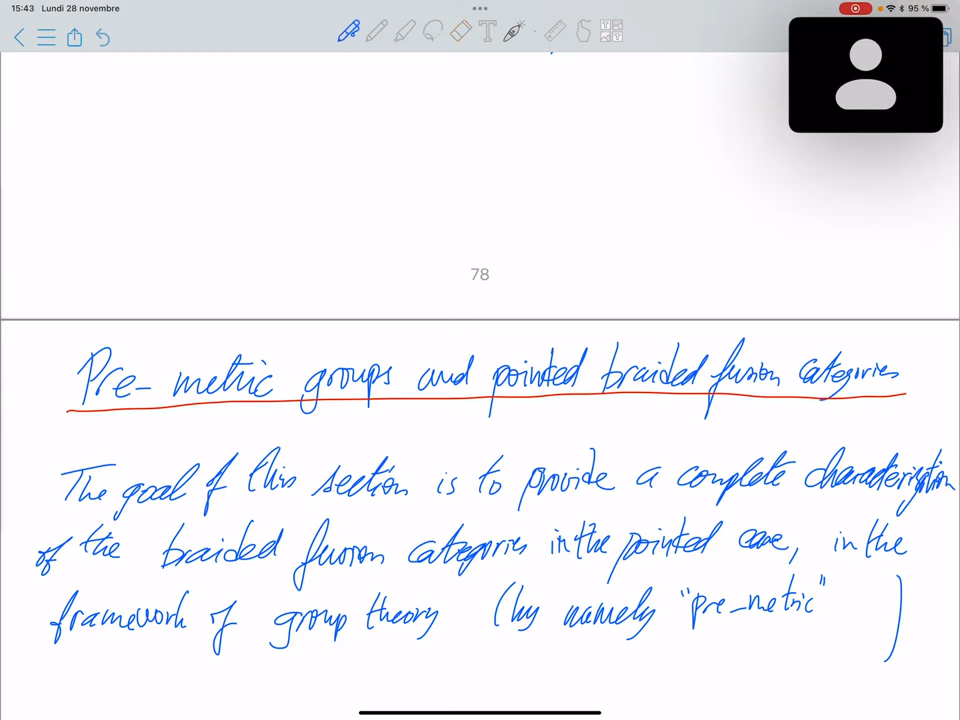 15:43 Lundi 28 novembre
95 %
78
Pre-metric groups and pointed braided fusion categories
The goal of this section is to provide a complete characterization
of the braided fusion categories in the pointed case, in the
framework of group theory (by namely "pre-metric" )